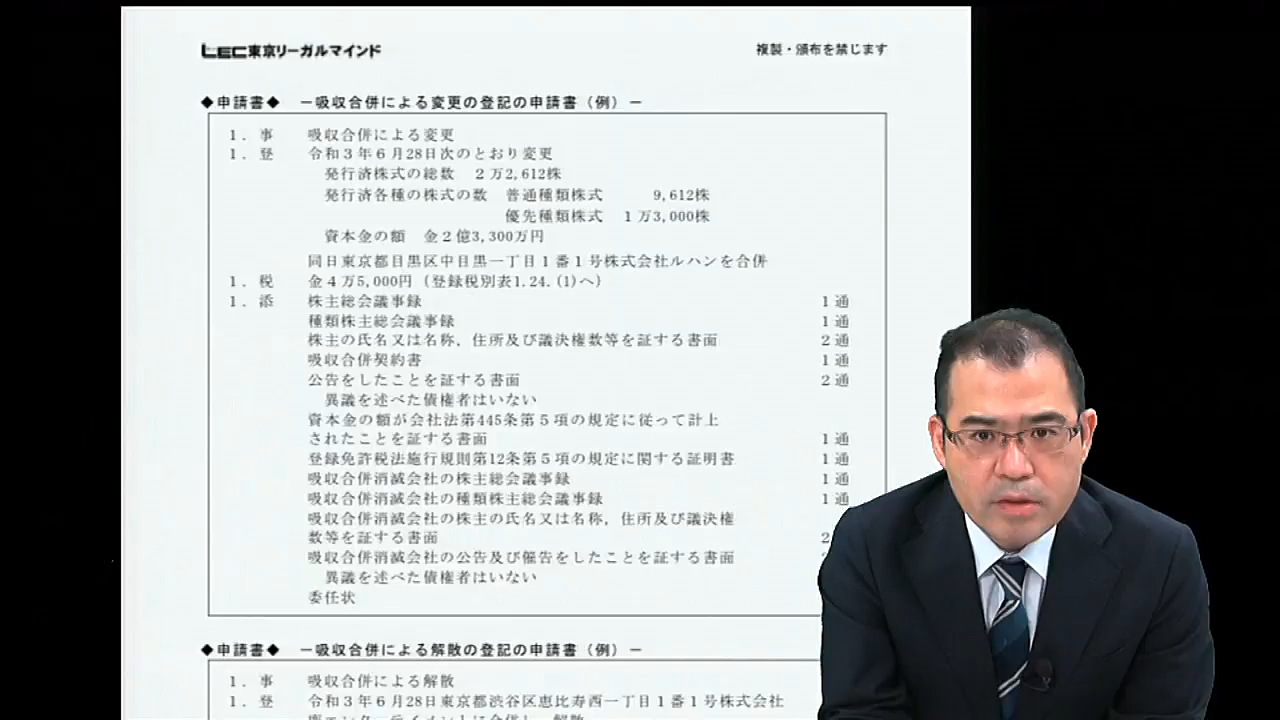 LEC東京リーガルマインド
複製・頒布を禁じます
◆申請書◆ －吸収合併による変更の登記の申請書（例）－
1．事 吸収合併による変更
1．登 令和3年6月28日次のとおり変更
発行済株式の総数 2万2,612株
発行済各種の株式の数 普通種類株式 9,612株
優先種類株式 1万3,000株
資本金の額 金2億3,300万円
同日東京都目黒区中目黒一丁目1番1号株式会社ルハンを合併
1．税 金4万5,000円（登録税別表1.24.(1)ヘ）
1．添 株主総会議事録 1通
種類株主総会議事録 1通
株主の氏名又は名称，住所及び議決権数等を証する書面 2通
吸収合併契約書 1通
公告をしたことを証する書面 2通
異議を述べた債権者はいない
資本金の額が会社法第445条第5項の規定に従って計上
されたことを証する書面 1通
登録免許税法施行規則第12条第5項の規定に関する証明書 1通
吸収合併消滅会社の株主総会議事録 1通
吸収合併消滅会社の種類株主総会議事録 1通
吸収合併消滅会社の株主の氏名又は名称，住所及び議決権
数等を証する書面 2
吸収合併消滅会社の公告及び催告をしたことを証する書面
異議を述べた債権者はいない
委任状
◆申請書◆ －吸収合併による解散の登記の申請書（例）－
1．事 吸収合併による解散
1．登 令和3年6月28日東京都渋谷区恵比寿西一丁目1番1号株式会社